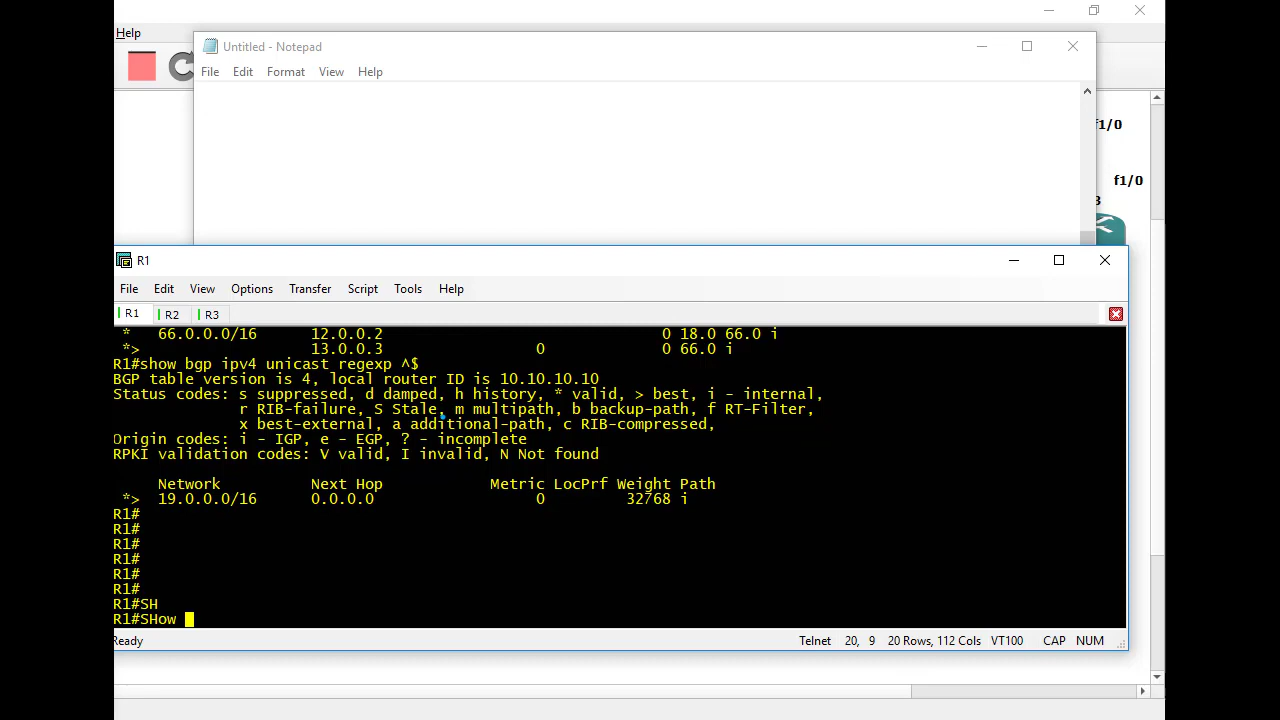 Help
Untitled - Notepad
File Edit Format View Help
f1/0
f1/0
3
R1
File Edit View Options Transfer Script Tools Help
R1 R2 R3
* 66.0.0.0/16 12.0.0.2 0 18.0 66.0 i
*> 13.0.0.3 0 0 66.0 i
R1#show bgp ipv4 unicast regexp ^$
BGP table version is 4, local router ID is 10.10.10.10
Status codes: s suppressed, d damped, h history, * valid, > best, i - internal,
r RIB-failure, S Stale, m multipath, b backup-path, f RT-Filter,
x best-external, a additional-path, c RIB-compressed,
Origin codes: i - IGP, e - EGP, ? - incomplete
RPKI validation codes: V valid, I invalid, N Not found
Network Next Hop Metric LocPrf Weight Path
*> 19.0.0.0/16 0.0.0.0 0 32768 i
R1#
R1#
R1#
R1#
R1#
R1#
R1#SH
R1#SHow
Ready Telnet 20, 9 20 Rows, 112 Cols VT100 CAP NUM